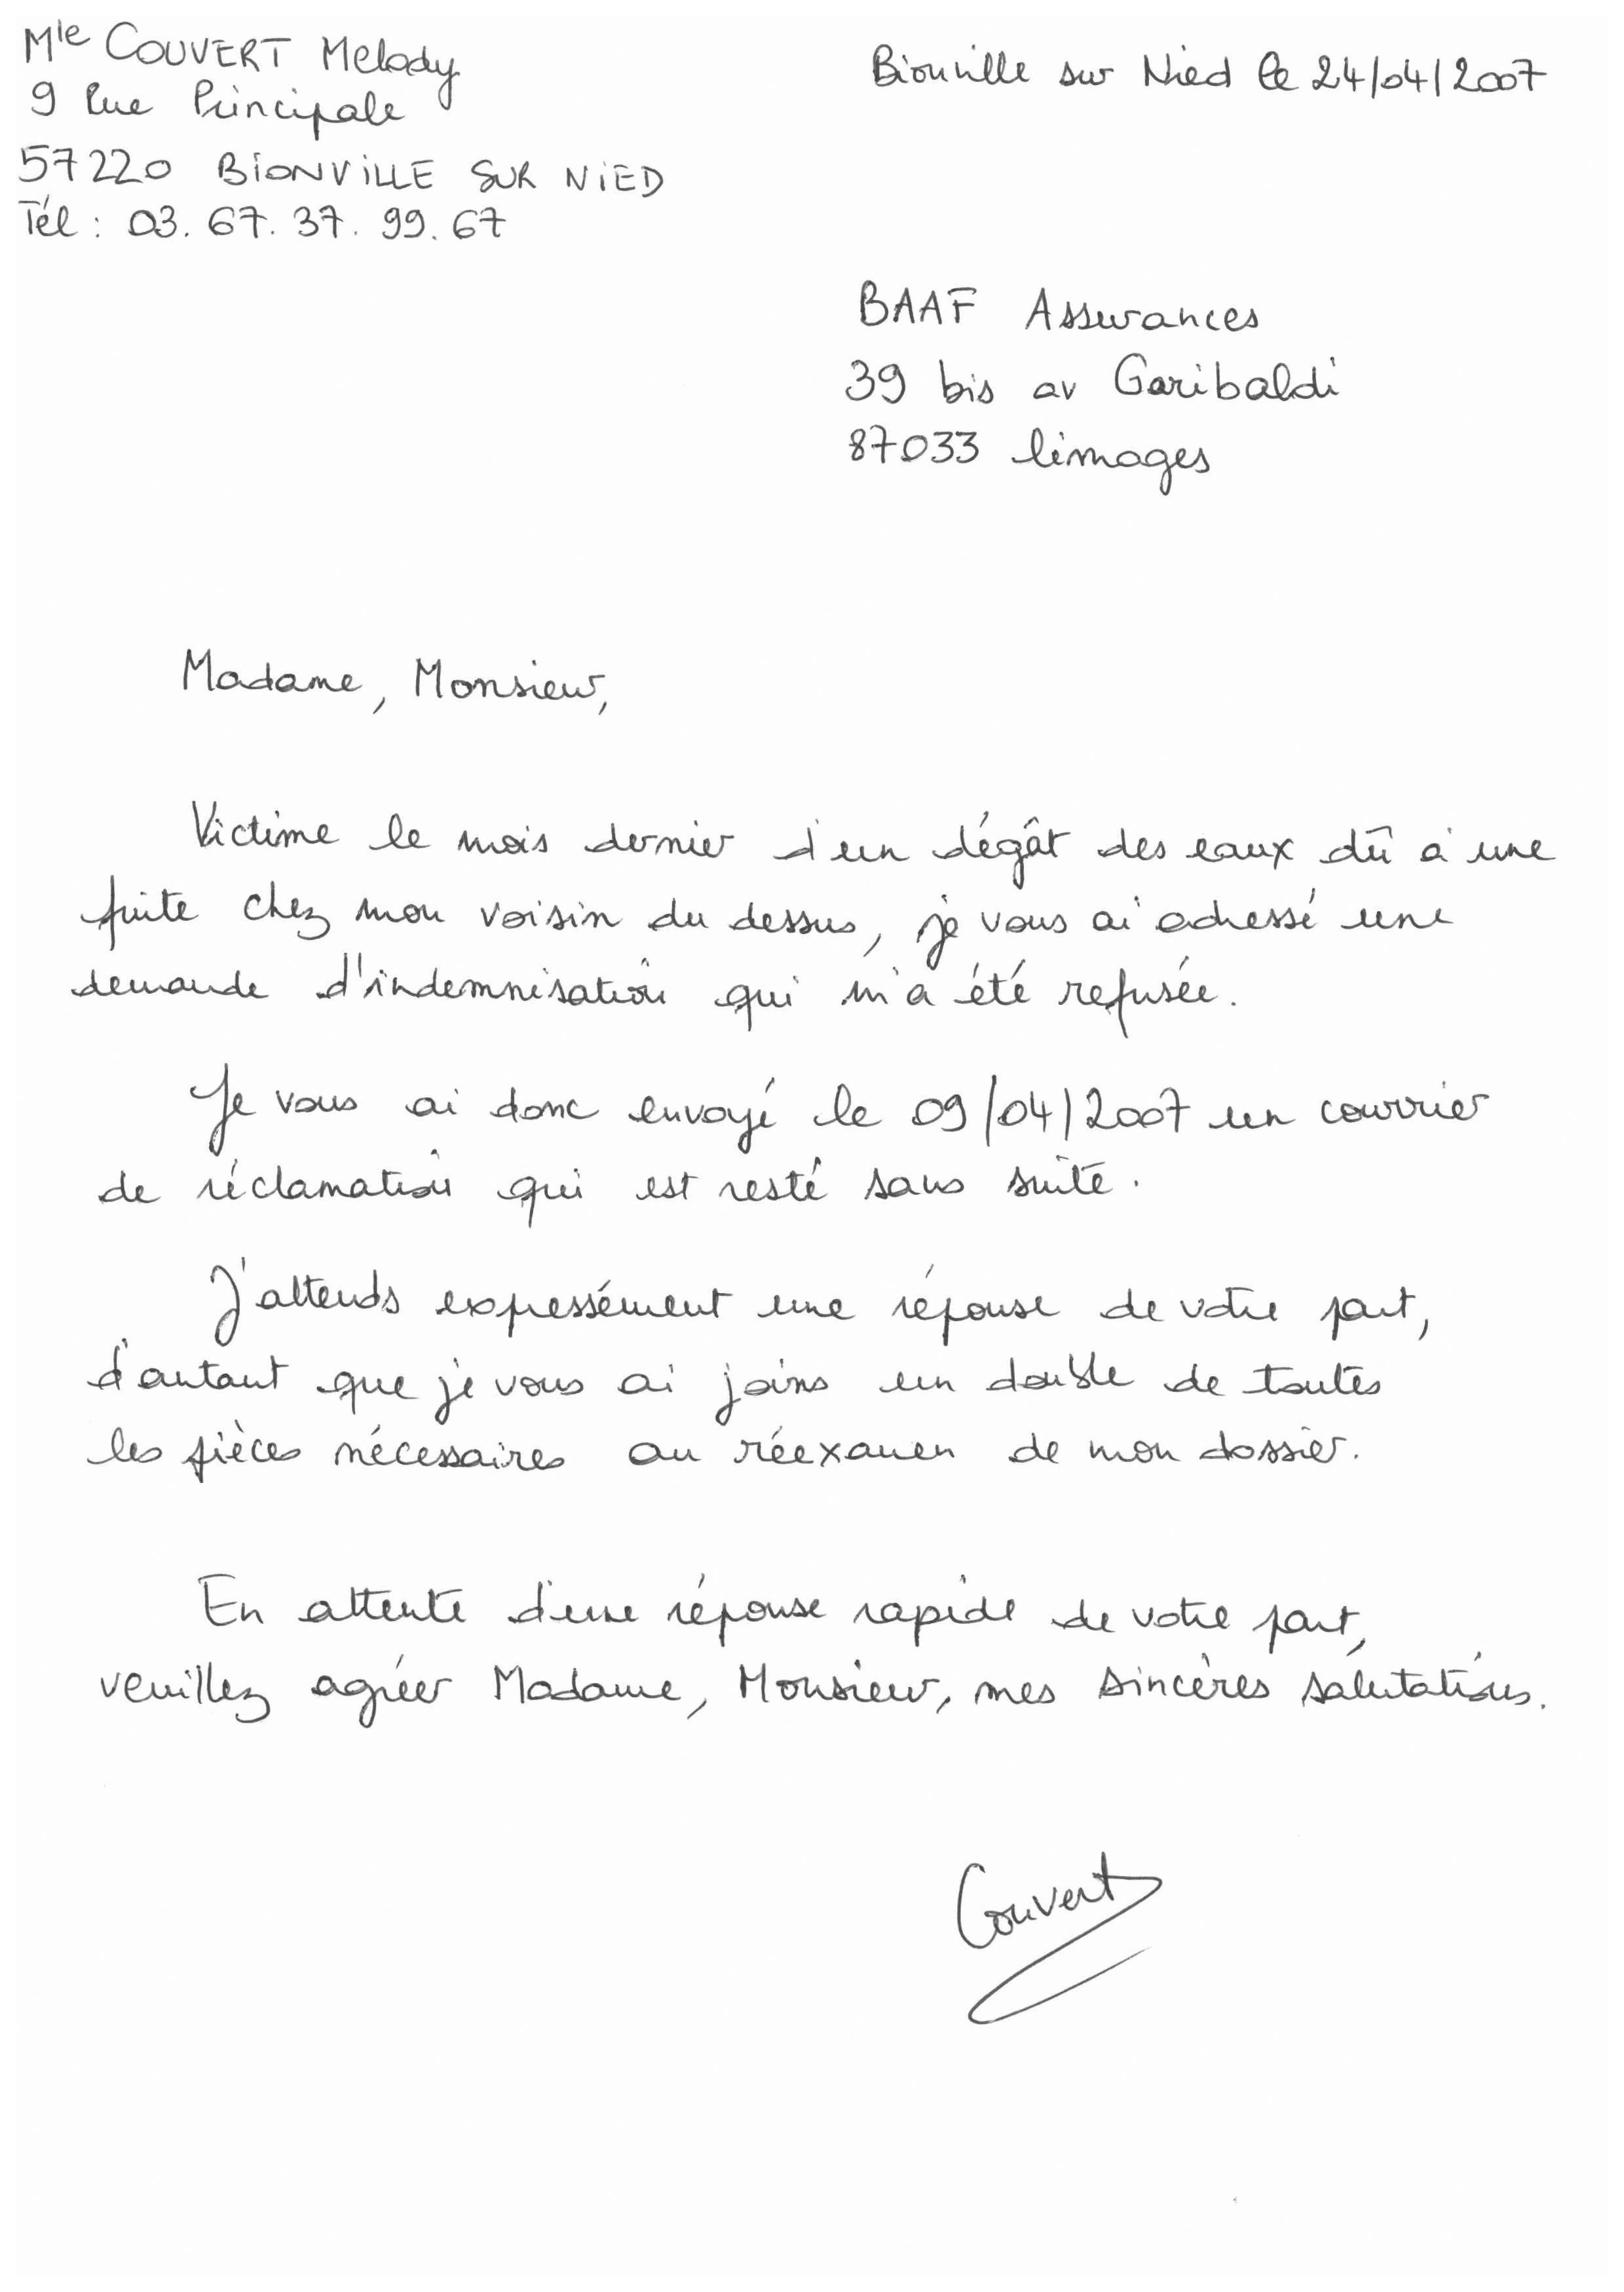 Mle COUVERT Melody
9 Rue Principale
57220 BIONVILLE SUR NIED
Tél : 03. 67. 37. 99. 67
Bionville sur Nied le 24/04/2007
BAAF Assurances
39 bis av Garibaldi
87033 limoges
Madame, Monsieur,
Victime le mois dernier d'un dégât des eaux dû à une
fuite chez mon voisin du dessus, je vous ai adressé une
demande d'indemnisation qui m'a été refusée.
Je vous ai donc envoyé le 09/04/2007 un courrier
de réclamation qui est resté sans suite.
J'attends expressément une réponse de votre part,
d'autant que je vous ai joins un double de toutes
les pièces nécessaires au réexamen de mon dossier.
En attente d'une réponse rapide de votre part,
veuillez agréer Madame, Monsieur, mes sincères salutations.
Couvert